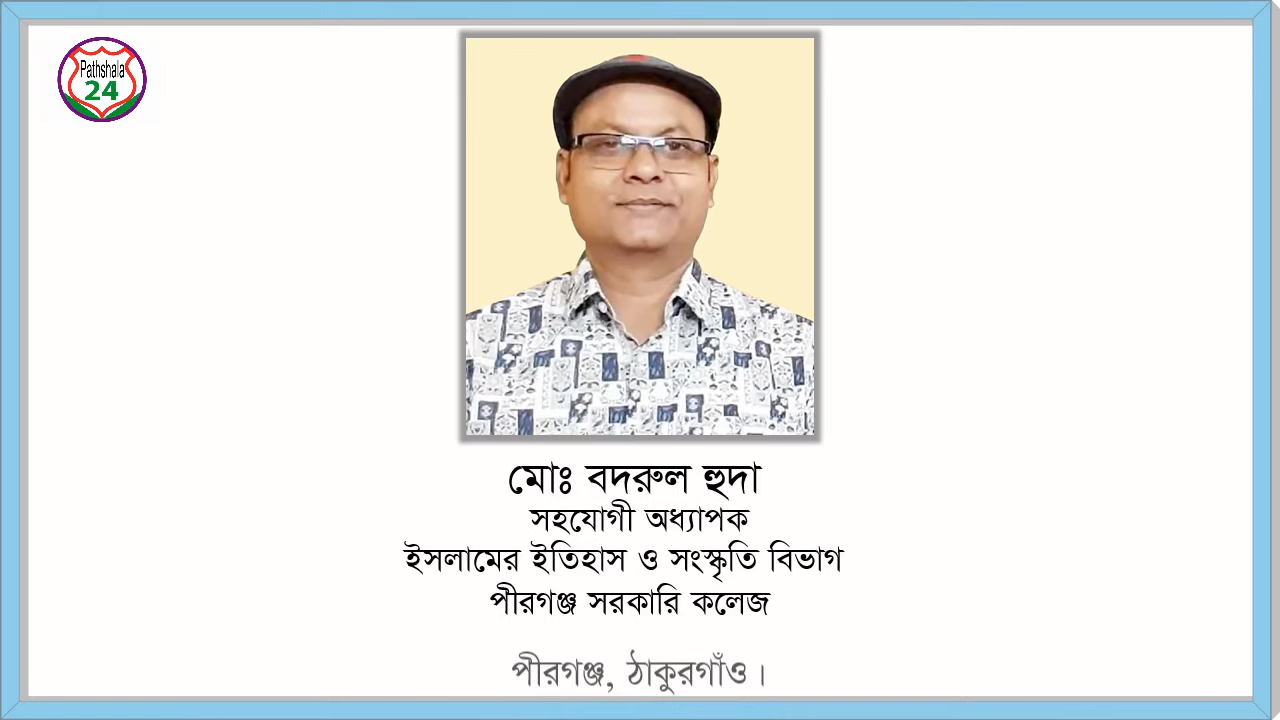 Pathshala
24
মোঃ বদরুল হুদা
সহযোগী অধ্যাপক
ইসলামের ইতিহাস ও সংস্কৃতি বিভাগ
পীরগঞ্জ সরকারি কলেজ
পীরগঞ্জ, ঠাকুরগাঁও।